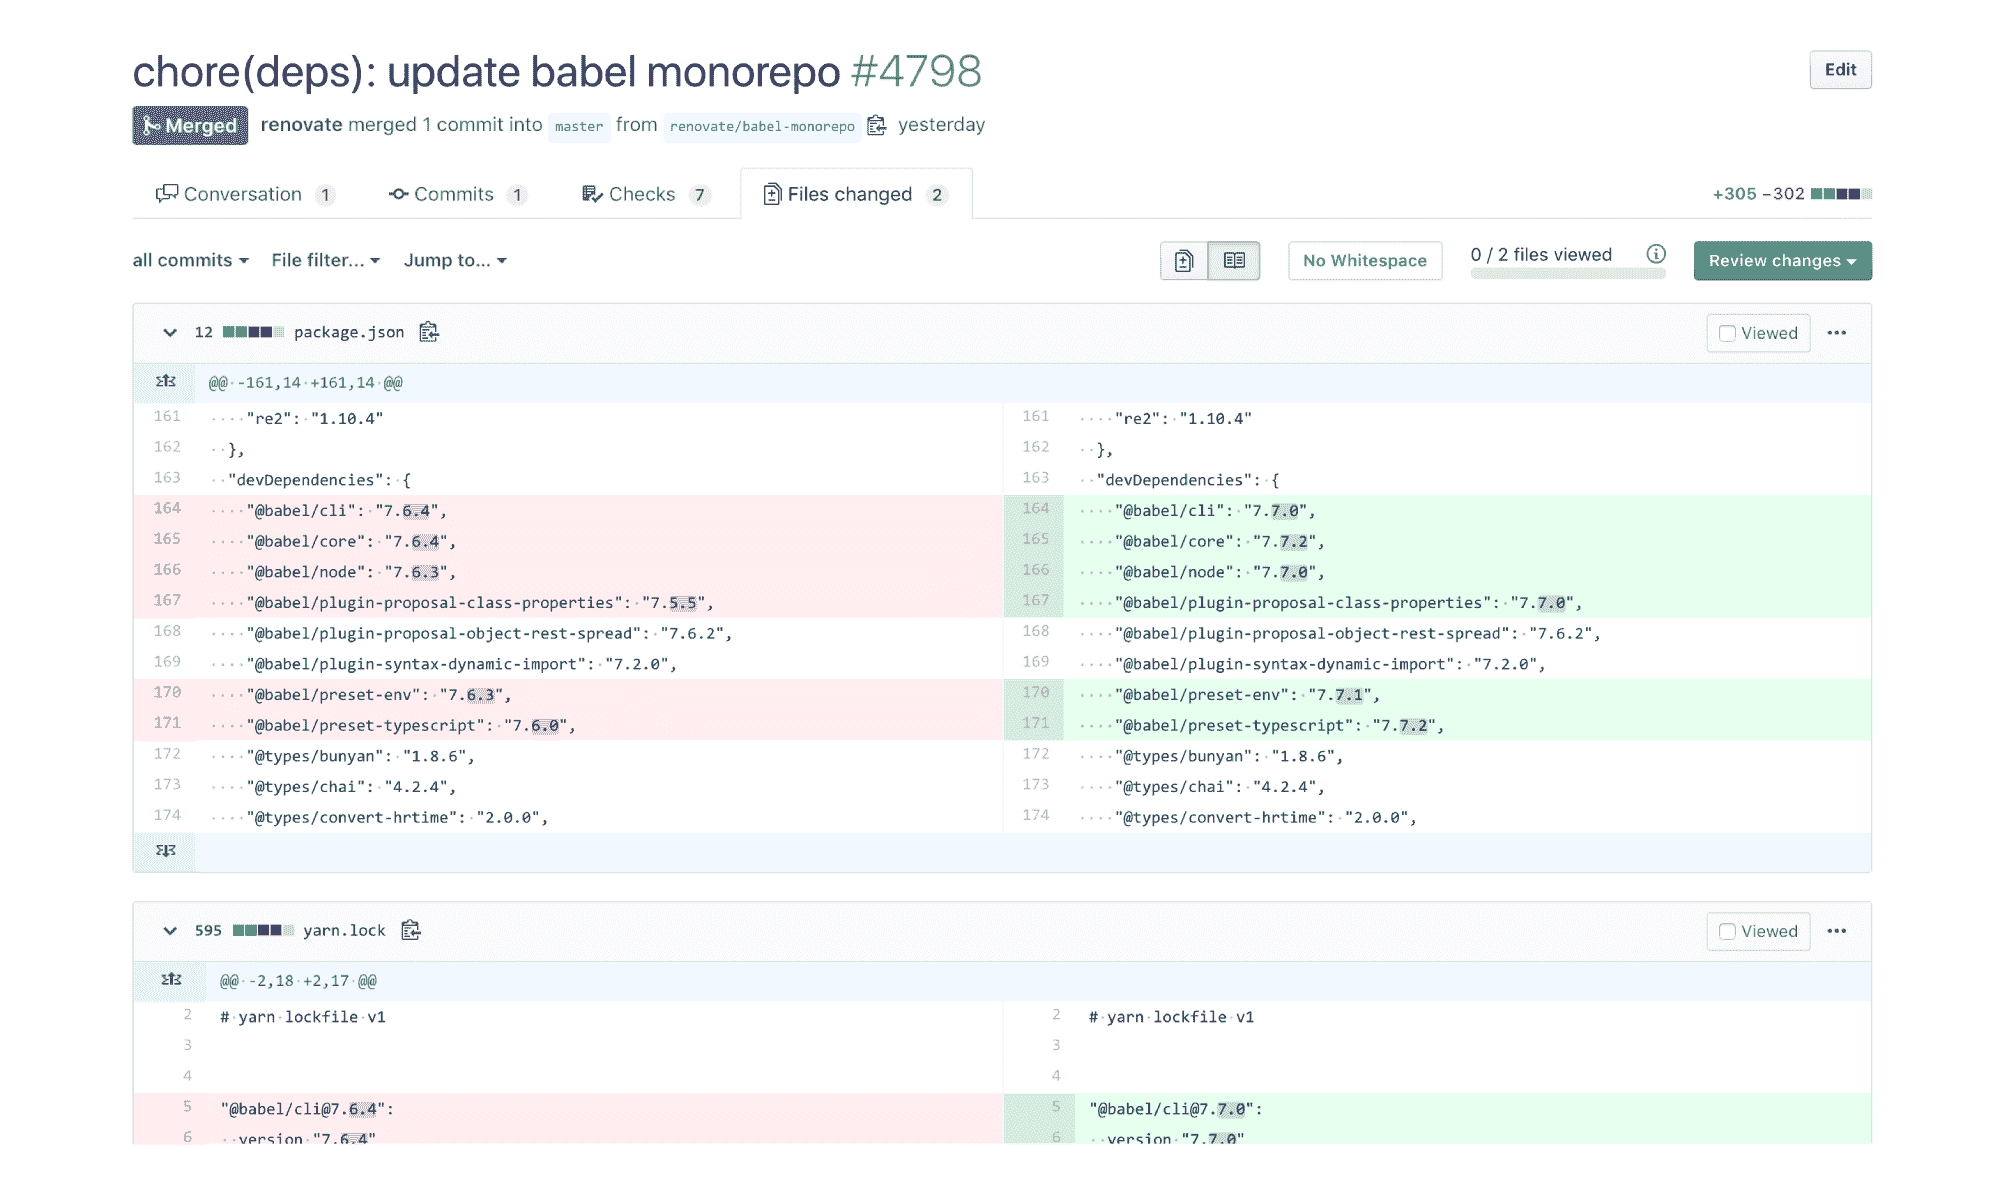 chore(deps): update babel monorepo #4798
Edit
Merged renovate merged 1 commit into master from renovate/babel-monorepo yesterday
Conversation 1 Commits 1 Checks 7 Files changed 2 +305 −302
all commits File filter... Jump to... No Whitespace 0 / 2 files viewed Review changes
12 package.json Viewed ...
@@ -161,14 +161,14 @@
161 ····"re2":·"1.10.4" 161 ····"re2":·"1.10.4"
162 ··}, 162 ··},
163 ··"devDependencies":·{ 163 ··"devDependencies":·{
164 ····"@babel/cli":·"7.6.4", 164 ····"@babel/cli":·"7.7.0",
165 ····"@babel/core":·"7.6.4", 165 ····"@babel/core":·"7.7.2",
166 ····"@babel/node":·"7.6.3", 166 ····"@babel/node":·"7.7.0",
167 ····"@babel/plugin-proposal-class-properties":·"7.5.5", 167 ····"@babel/plugin-proposal-class-properties":·"7.7.0",
168 ····"@babel/plugin-proposal-object-rest-spread":·"7.6.2", 168 ····"@babel/plugin-proposal-object-rest-spread":·"7.6.2",
169 ····"@babel/plugin-syntax-dynamic-import":·"7.2.0", 169 ····"@babel/plugin-syntax-dynamic-import":·"7.2.0",
170 ····"@babel/preset-env":·"7.6.3", 170 ····"@babel/preset-env":·"7.7.1",
171 ····"@babel/preset-typescript":·"7.6.0", 171 ····"@babel/preset-typescript":·"7.7.2",
172 ····"@types/bunyan":·"1.8.6", 172 ····"@types/bunyan":·"1.8.6",
173 ····"@types/chai":·"4.2.4", 173 ····"@types/chai":·"4.2.4",
174 ····"@types/convert-hrtime":·"2.0.0", 174 ····"@types/convert-hrtime":·"2.0.0",
595 yarn.lock Viewed ...
@@·-2,18·+2,17·@@
2 #·yarn·lockfile·v1 2 #·yarn·lockfile·v1
3 3
4 4
5 "@babel/cli@7.6.4": 5 "@babel/cli@7.7.0":
6 ··version·"7.6.4" 6 ··version·"7.7.0"